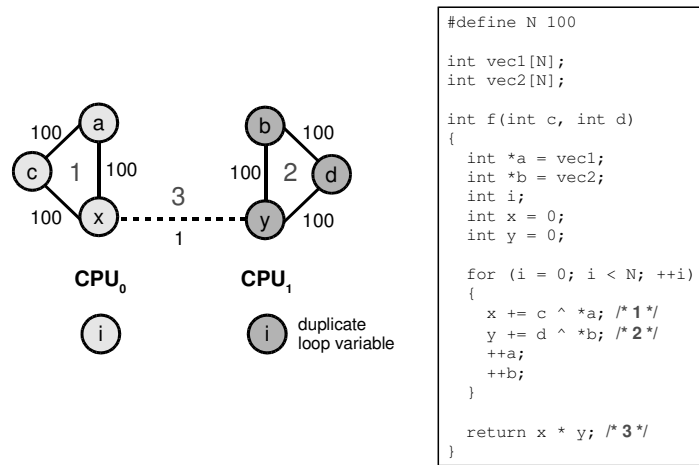 a
100
c
1
100
100
x
b
100
100
2
d
y
100
3
1
CPU0
CPU1
i
i
duplicate
loop variable
#define N 100
int vec1[N];
int vec2[N];
int f(int c, int d)
{
int *a = vec1;
int *b = vec2;
int i;
int x = 0;
int y = 0;
for (i = 0; i < N; ++i)
{
x += c ^ *a; /* 1 */
y += d ^ *b; /* 2 */
++a;
++b;
}
return x * y; /* 3 */
}